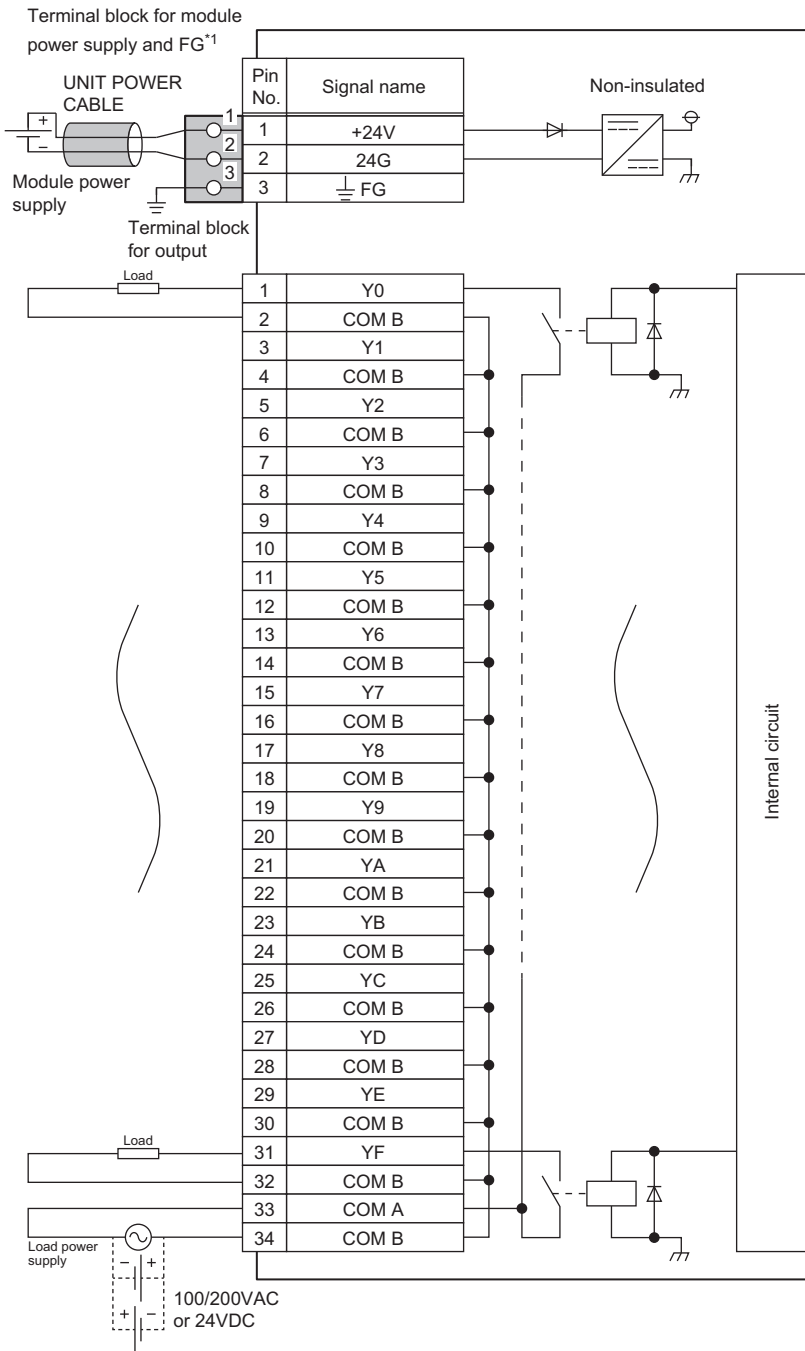 Terminal block for module
power supply and FG*1
UNIT POWER
CABLE
+
−
Module power
supply
1
2
3
Terminal block
for output
Pin No. Signal name
1 +24V
2 24G
3 FG
Non-insulated
Load
1 Y0
2 COM B
3 Y1
4 COM B
5 Y2
6 COM B
7 Y3
8 COM B
9 Y4
10 COM B
11 Y5
12 COM B
13 Y6
14 COM B
15 Y7
16 COM B
17 Y8
18 COM B
19 Y9
20 COM B
21 YA
22 COM B
23 YB
24 COM B
25 YC
26 COM B
27 YD
28 COM B
29 YE
30 COM B
Load
31 YF
32 COM B
33 COM A
34 COM B
Internal circuit
Load power
supply
− +
+ −
100/200VAC
or 24VDC